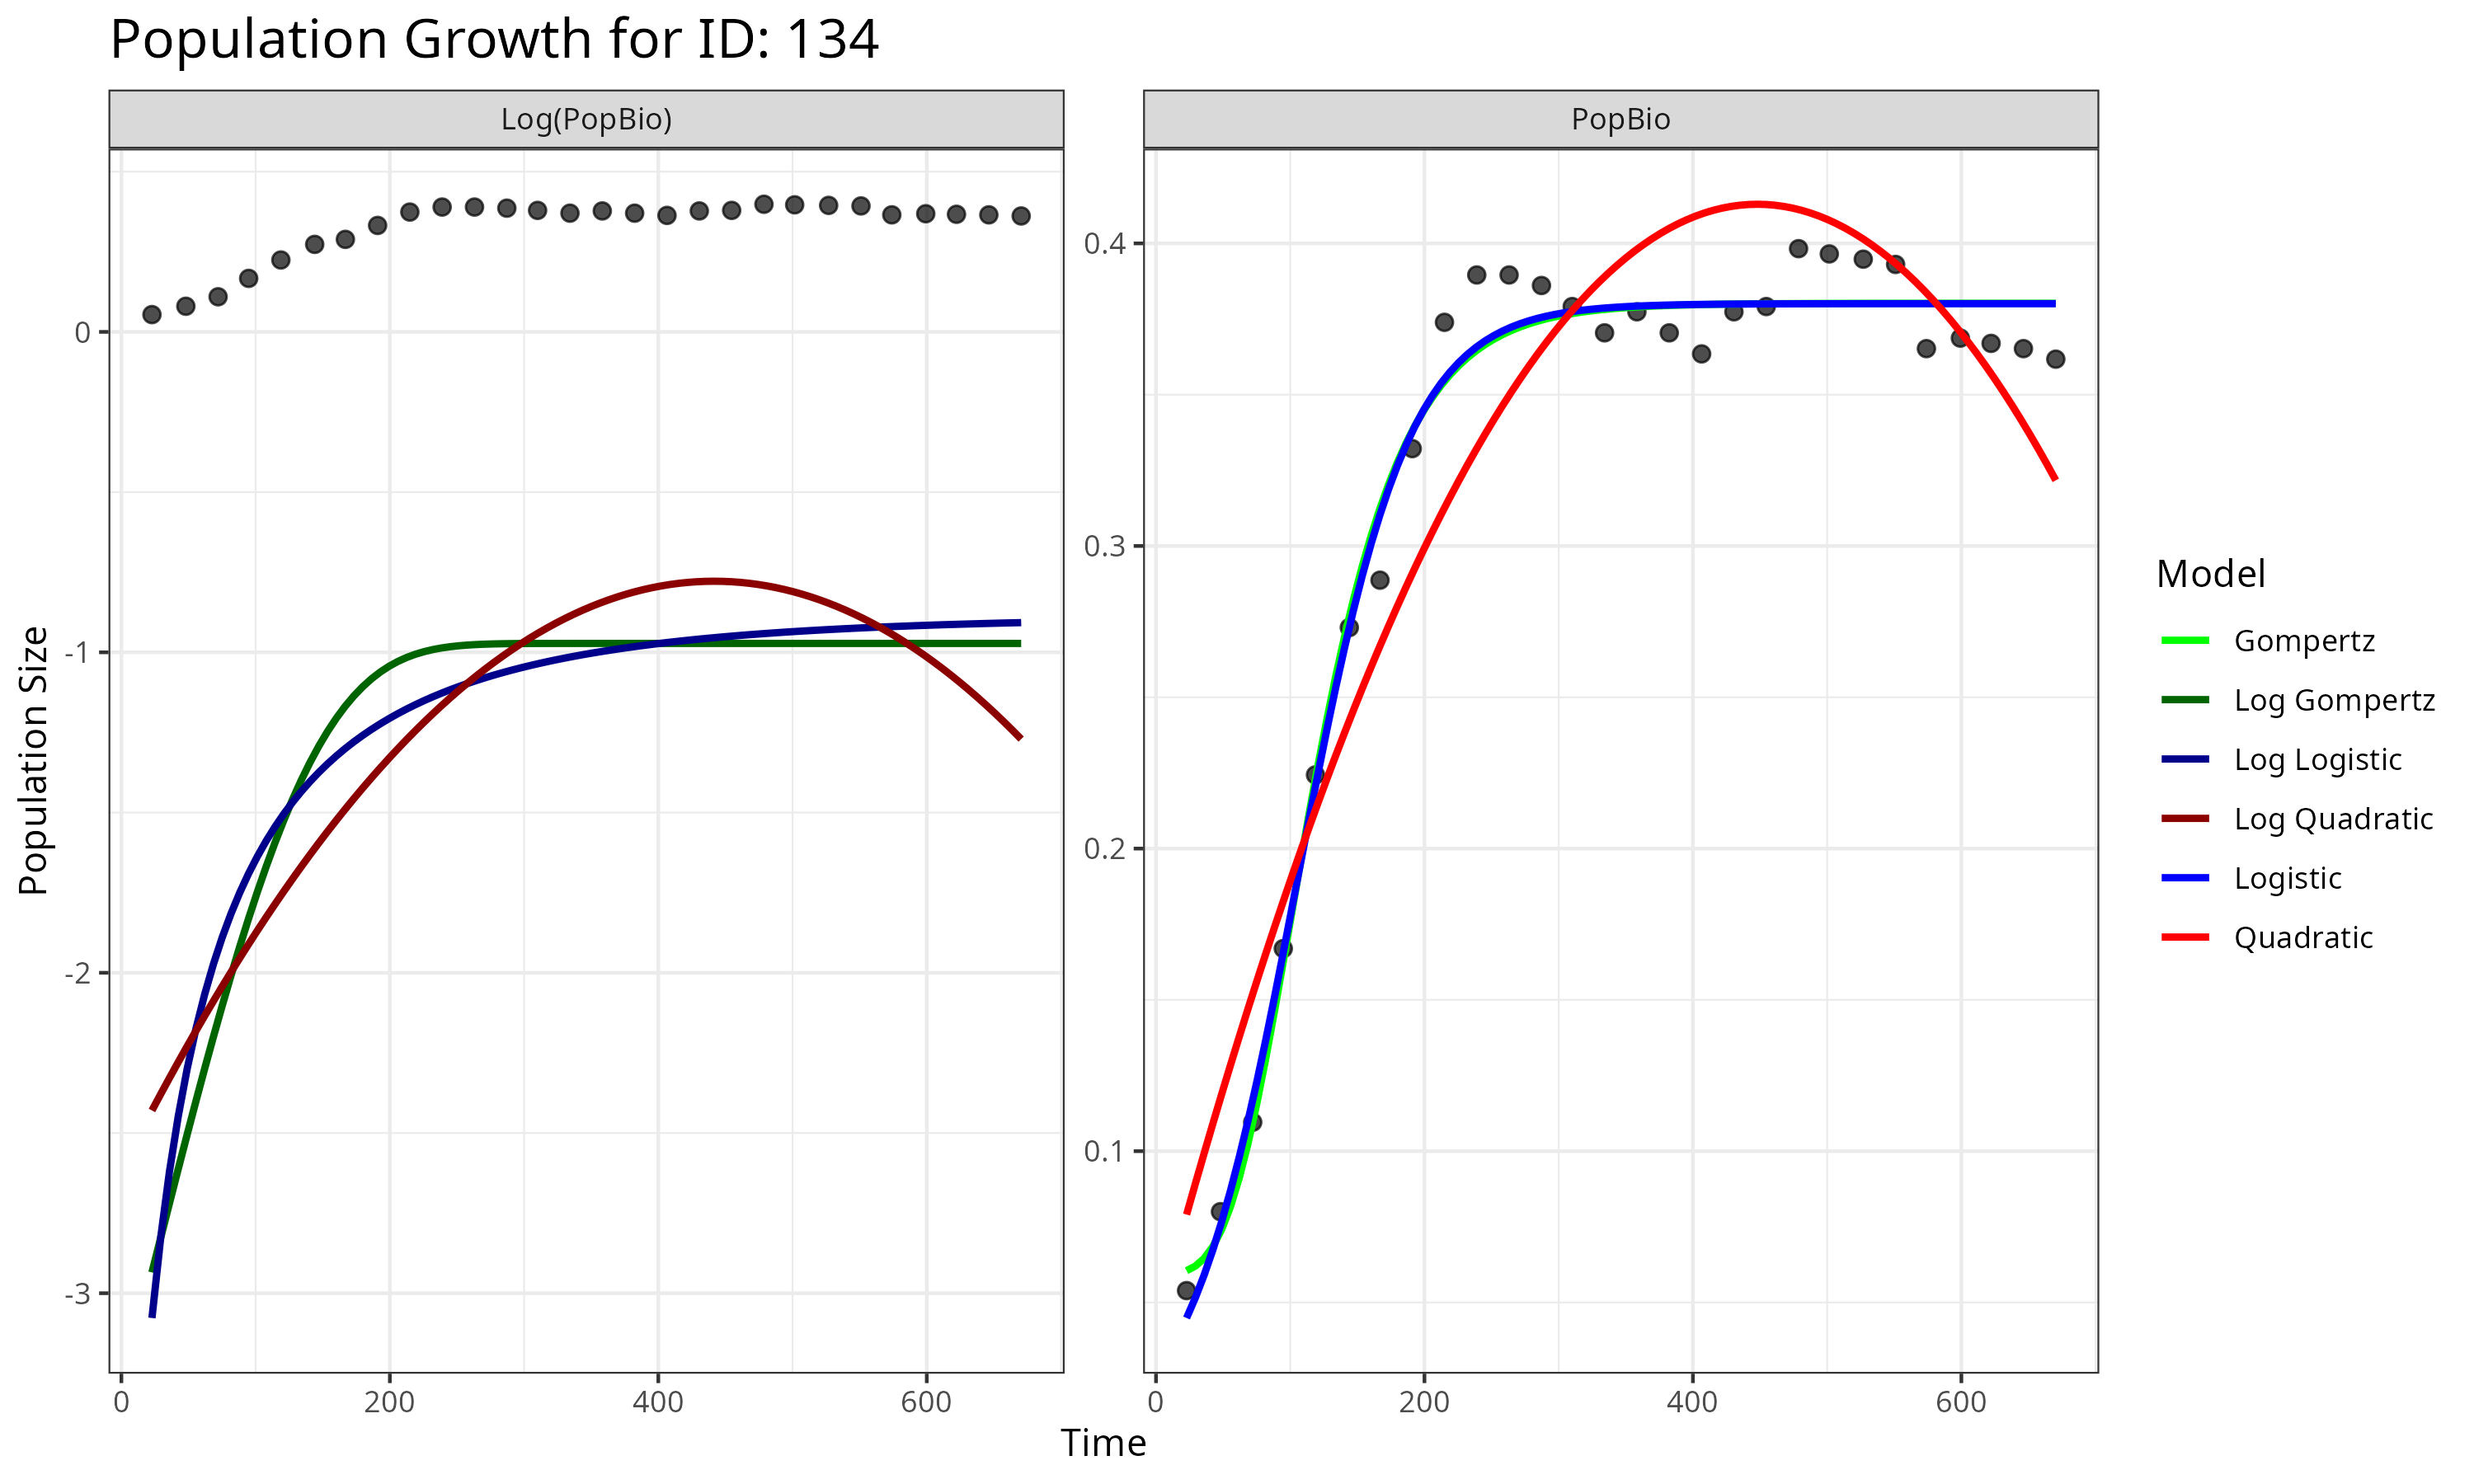 Population Growth for ID: 134
Log(PopBio)
PopBio
Population Size
0
-1
-2
-3
0.4
0.3
0.2
0.1
0 200 400 600
0 200 400 600
Time
Model
Gompertz
Log Gompertz
Log Logistic
Log Quadratic
Logistic
Quadratic